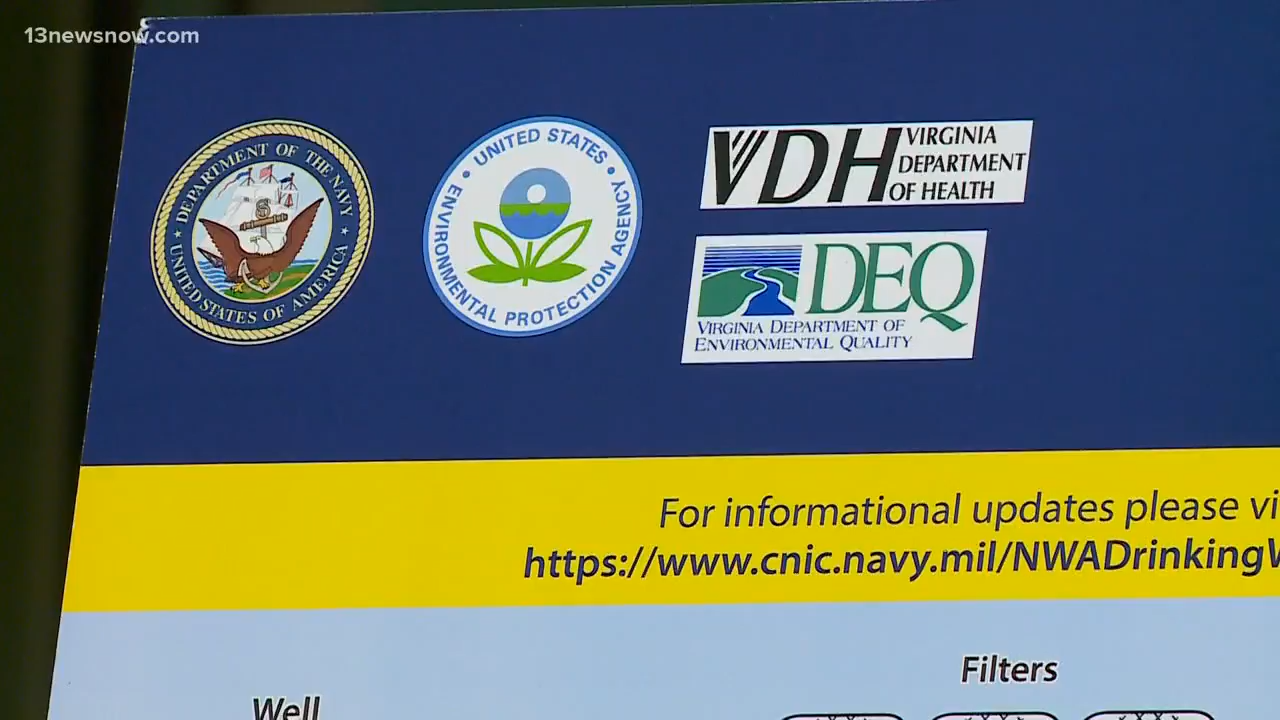 13newsnow.com
DEPARTMENT OF THE NAVY
UNITED STATES OF AMERICA
UNITED STATES
ENVIRONMENTAL PROTECTION AGENCY
VDH
VIRGINIA
DEPARTMENT
OF HEALTH
DEQ
VIRGINIA DEPARTMENT OF
ENVIRONMENTAL QUALITY
For informational updates please vi
https://www.cnic.navy.mil/NWADrinkingW
Filters
Well